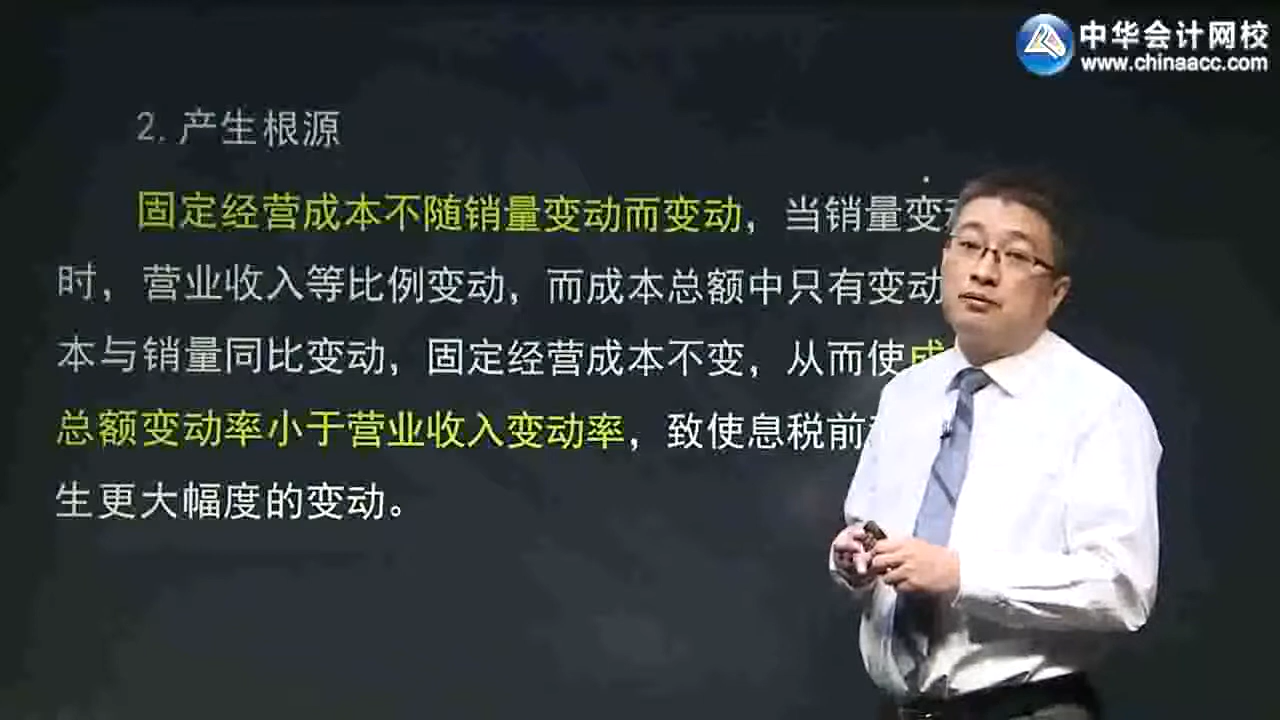 中华会计网校
www.chinaacc.com
2. 产生根源
固定经营成本不随销量变动而变动，当销量变
时，营业收入等比例变动，而成本总额中只有变动
本与销量同比变动，固定经营成本不变，从而使
总额变动率小于营业收入变动率，致使息税前
生更大幅度的变动。